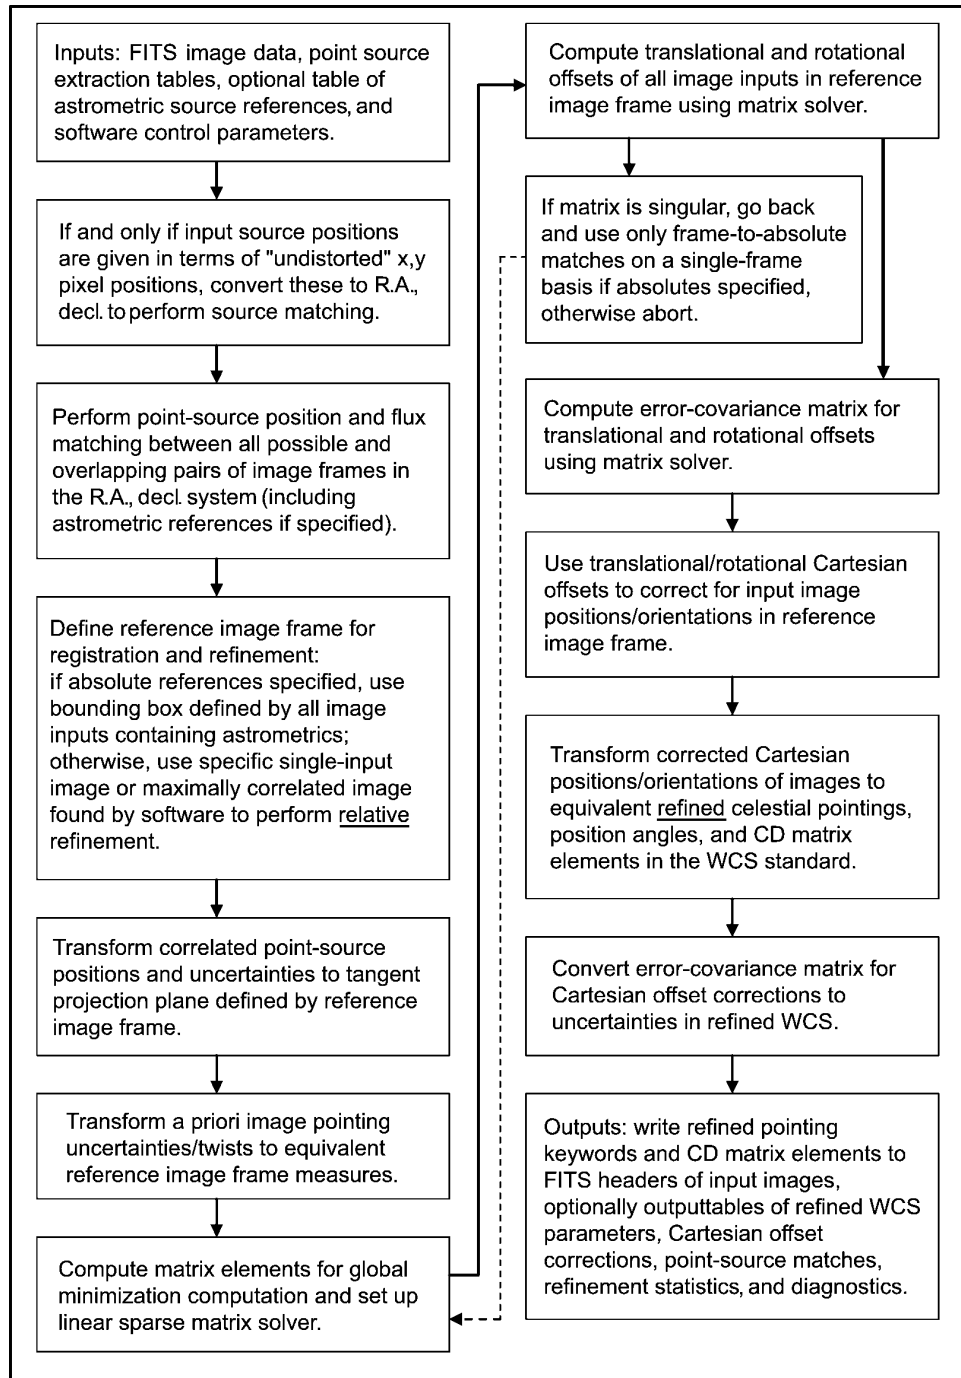 Inputs: FITS image data, point source
extraction tables, optional table of
astrometric source references, and
software control parameters.
If and only if input source positions
are given in terms of "undistorted" x,y
pixel positions, convert these to R.A.,
decl. to perform source matching.
Perform point-source position and flux
matching between all possible and
overlapping pairs of image frames in
the R.A., decl. system (including
astrometric references if specified).
Define reference image frame for
registration and refinement:
if absolute references specified, use
bounding box defined by all image
inputs containing astrometrics;
otherwise, use specific single-input
image or maximally correlated image
found by software to perform relative
refinement.
Transform correlated point-source
positions and uncertainties to tangent
projection plane defined by reference
image frame.
Transform a priori image pointing
uncertainties/twists to equivalent
reference image frame measures.
Compute matrix elements for global
minimization computation and set up
linear sparse matrix solver.
Compute translational and rotational
offsets of all image inputs in reference
image frame using matrix solver.
If matrix is singular, go back
and use only frame-to-absolute
matches on a single-frame
basis if absolutes specified,
otherwise abort.
Compute error-covariance matrix for
translational and rotational offsets
using matrix solver.
Use translational/rotational Cartesian
offsets to correct for input image
positions/orientations in reference
image frame.
Transform corrected Cartesian
positions/orientations of images to
equivalent refined celestial pointings,
position angles, and CD matrix
elements in the WCS standard.
Convert error-covariance matrix for
Cartesian offset corrections to
uncertainties in refined WCS.
Outputs: write refined pointing
keywords and CD matrix elements to
FITS headers of input images,
optionally outputtables of refined WCS
parameters, Cartesian offset
corrections, point-source matches,
refinement statistics, and diagnostics.